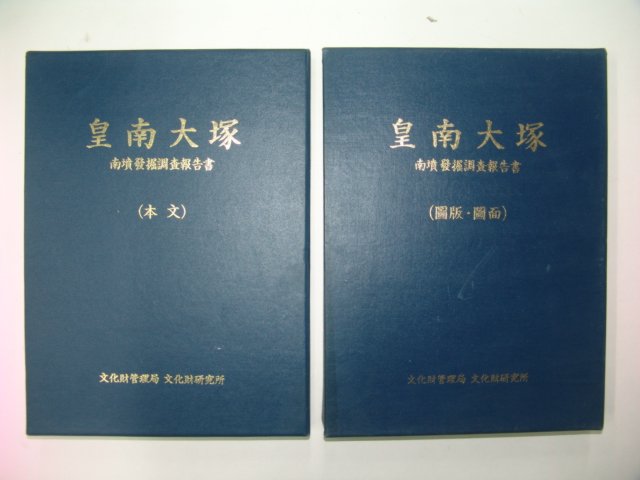 皇南大塚
南墳發掘調査報告書
(本文)
文化財管理局 文化財硏究所
皇南大塚
南墳發掘調査報告書
(圖版·圖面)
文化財管理局 文化財硏究所